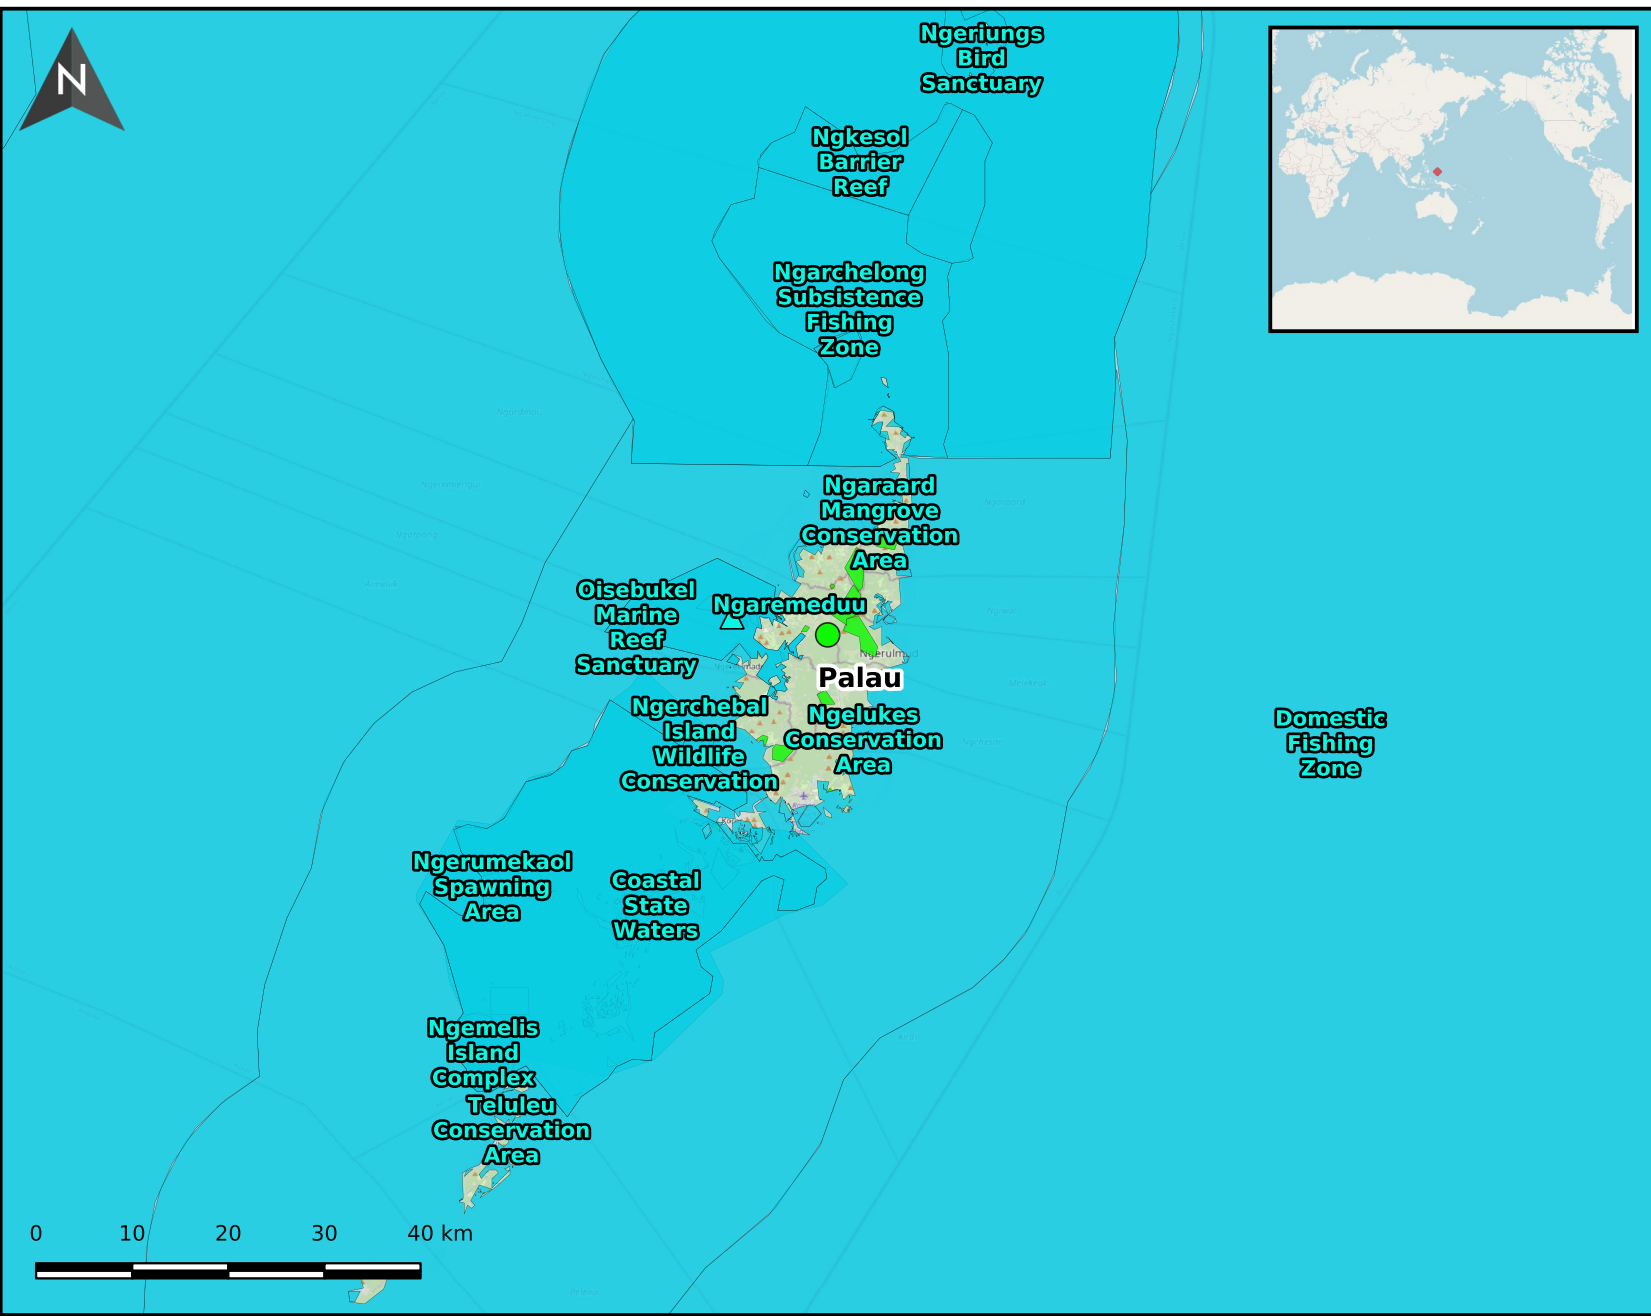 N
Ngeriungs
Bird
Sanctuary
Ngkesol
Barrier
Reef
Ngarchelong
Subsistence
Fishing
Zone
Ngaraard
Mangrove
Conservation
Area
Oisebukel
Marine
Reef
Sanctuary
Ngaremeduu
Ngerulmud
Palau
Ngerchebal
Island
Wildlife
Conservation
Ngelukes
Conservation
Area
Domestic
Fishing
Zone
Ngerumekaol
Spawning
Area
Coastal
State
Waters
Ngemelis
Island
Complex
Teluleu
Conservation
Area
0 10 20 30 40 km